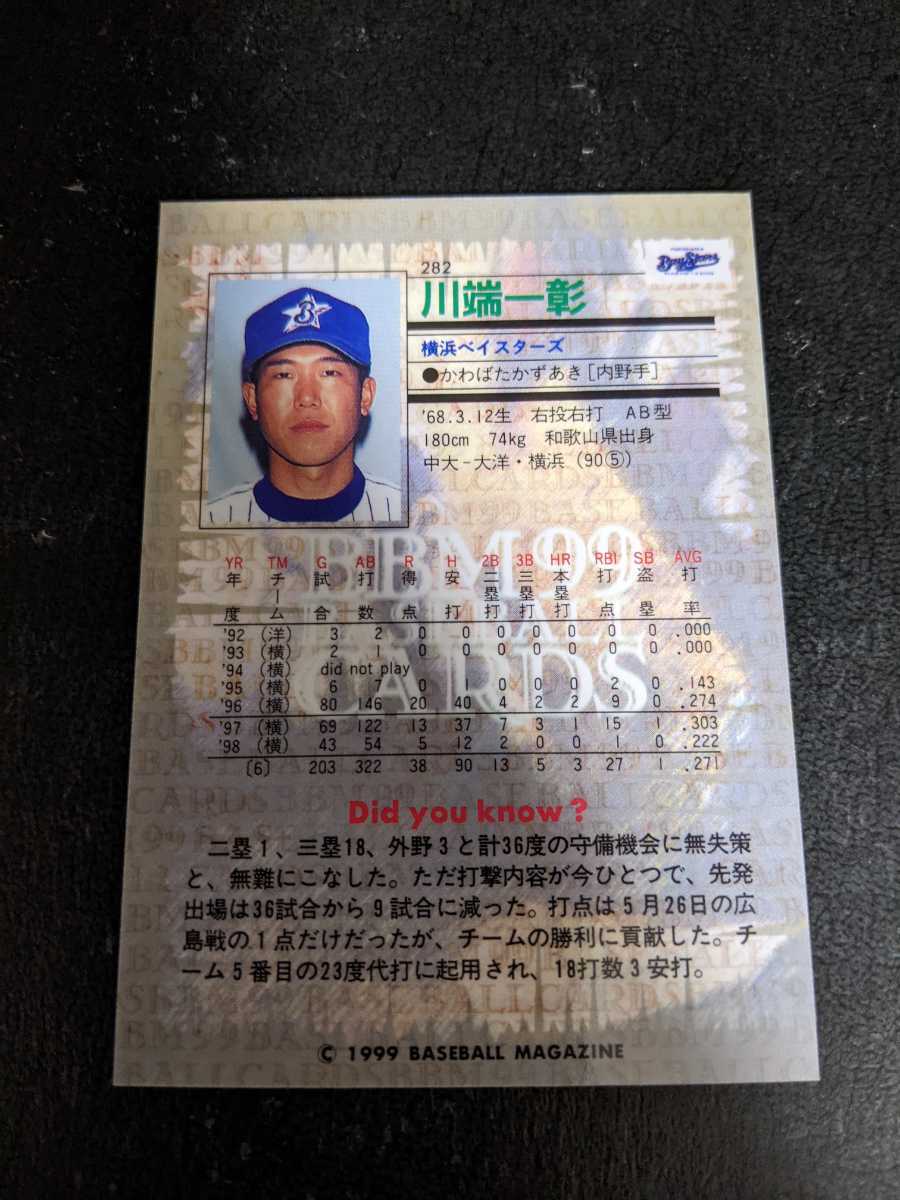 282
川端一彰
BayStars
横浜ベイスターズ
●かわばたかずあき[内野手]
'68.3.12生 右投右打 AB型
180cm 74kg 和歌山県出身
中大-大洋・横浜(90⑤)
BBM99
BASEBALL
CARDS
YR TM G AB R H 2B 3B HR RBI SB AVG
年度 チーム 試合 打数 得点 安打 二塁打 三塁打 本塁打 打点 盗塁 打率
'92 (洋) 3 2 0 0 0 0 0 0 0 .000
'93 (横) 2 1 0 0 0 0 0 0 0 .000
'94 (横) did not play
'95 (横) 6 7 0 1 0 0 0 2 0 .143
'96 (横) 80 146 20 40 4 2 2 9 0 .274
'97 (横) 69 122 13 37 7 3 1 15 1 .303
'98 (横) 43 54 5 12 2 0 0 1 0 .222
〔6〕 203 322 38 90 13 5 3 27 1 .271
Did you know?
二塁1、三塁18、外野3と計36度の守備機会に無失策
と、無難にこなした。ただ打撃内容が今ひとつで、先発
出場は36試合から9試合に減った。打点は5月26日の広
島戦の1点だけだったが、チームの勝利に貢献した。チ
ーム5番目の23度代打に起用され、18打数3安打。
© 1999 BASEBALL MAGAZINE